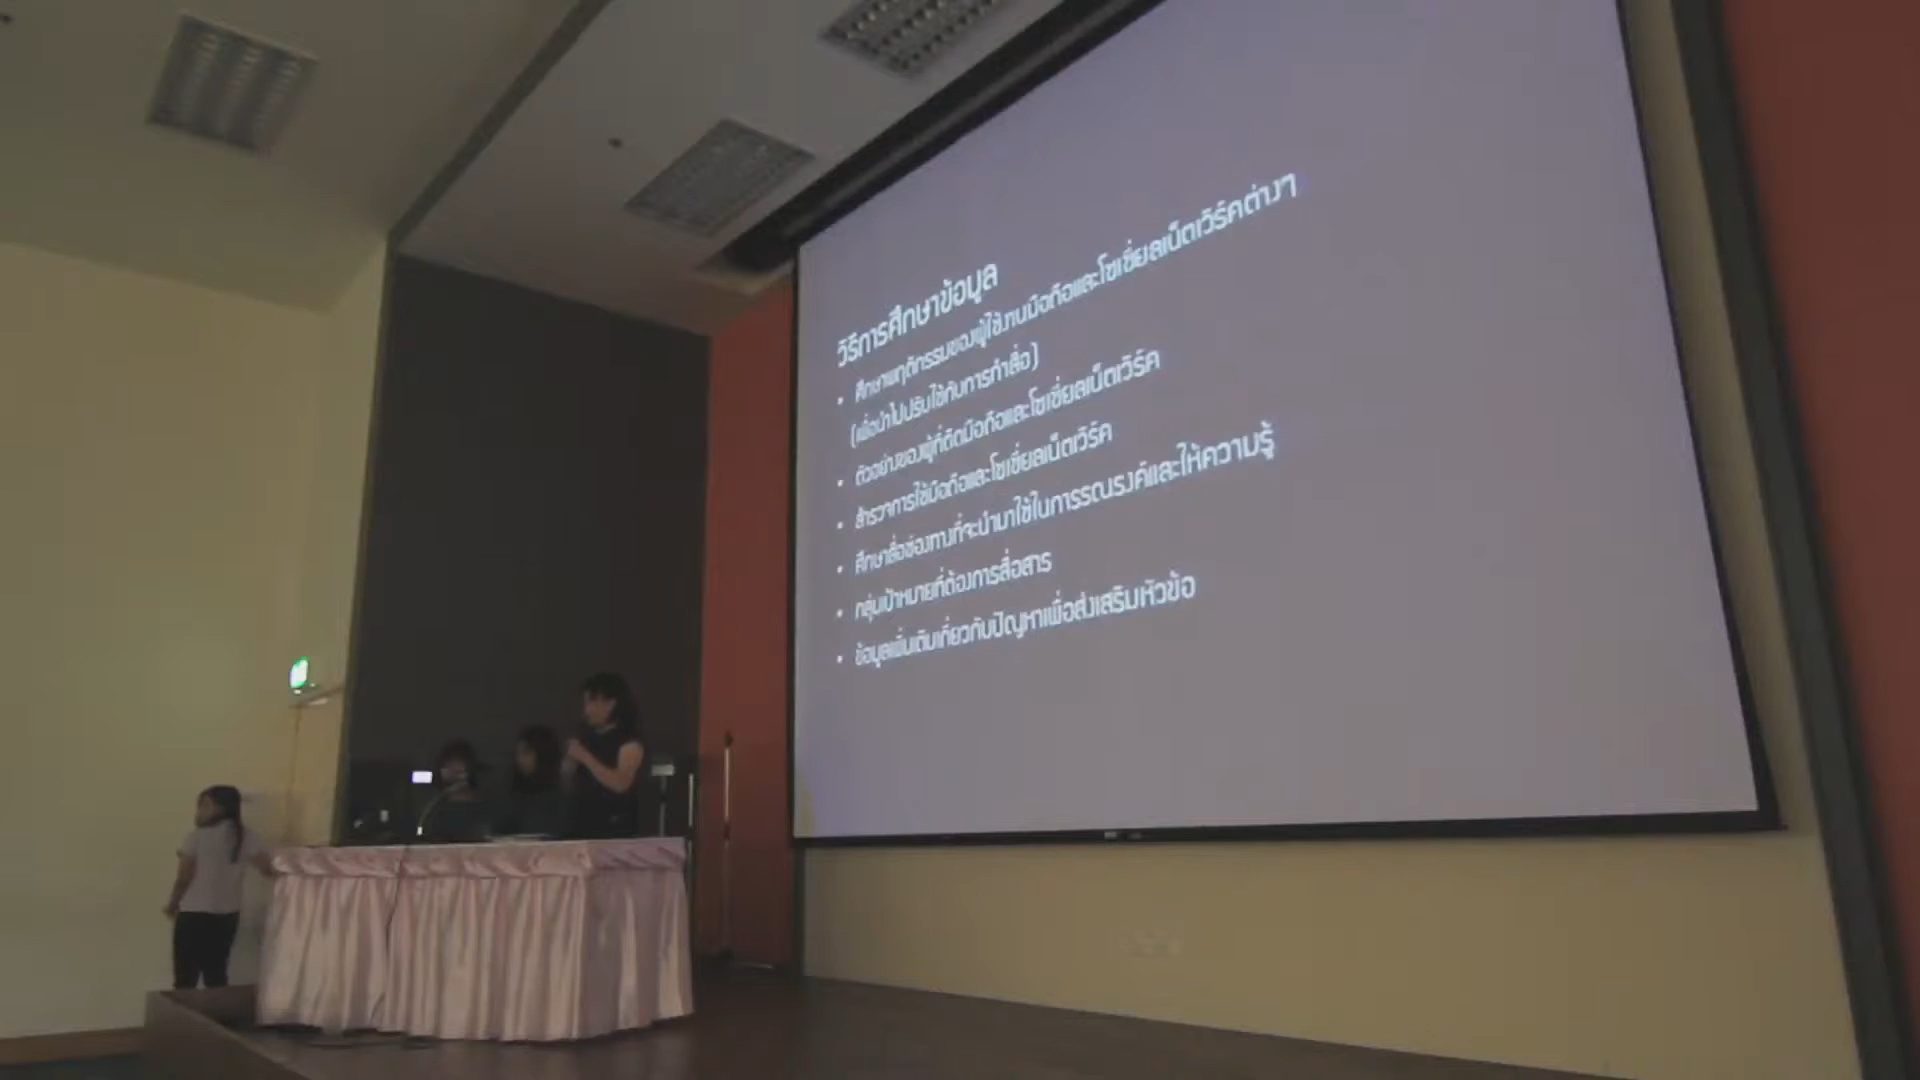 วิธีการศึกษาข้อมูล
• ศึกษาพฤติกรรมของผู้ใช้งานมือถือและโซเชี่ยลเน็ตเวิร์คต่างๆ
(เพื่อนำไปปรับใช้กับการทำสื่อ)
• ตัวอย่างของผู้ที่ติดมือถือและโซเชี่ยลเน็ตเวิร์ค
• สำรวจการใช้มือถือและโซเชี่ยลเน็ตเวิร์ค
• ศึกษาสื่อช่องทางที่จะนำมาใช้ในการรณรงค์และให้ความรู้
• กลุ่มเป้าหมายที่ต้องการสื่อสาร
• ข้อมูลเพิ่มเติมเกี่ยวกับปัญหาเพื่อส่งเสริมหัวข้อ